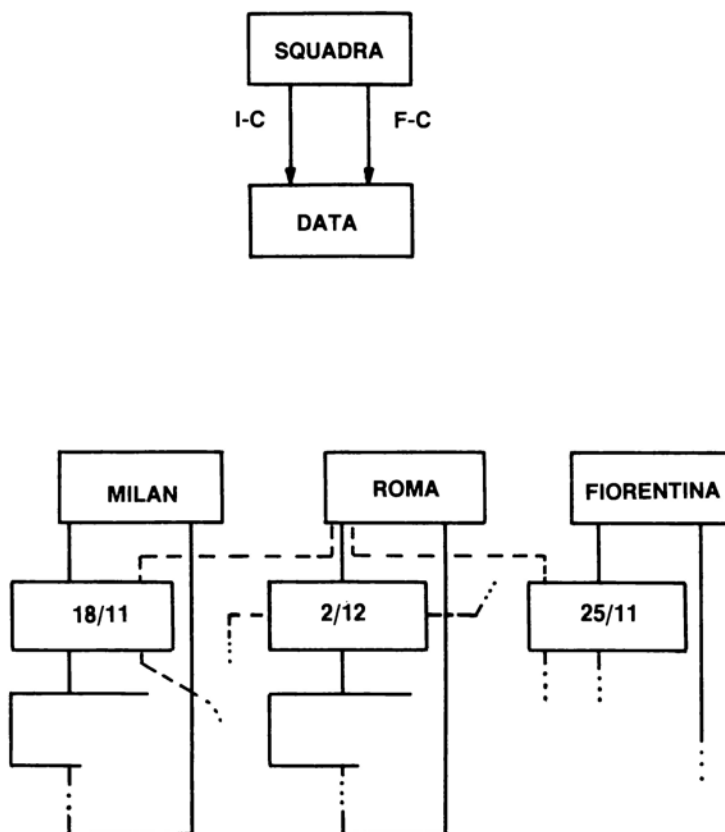 SQUADRA
I-C F-C
DATA
MILAN ROMA FIORENTINA
18/11 2/12 25/11